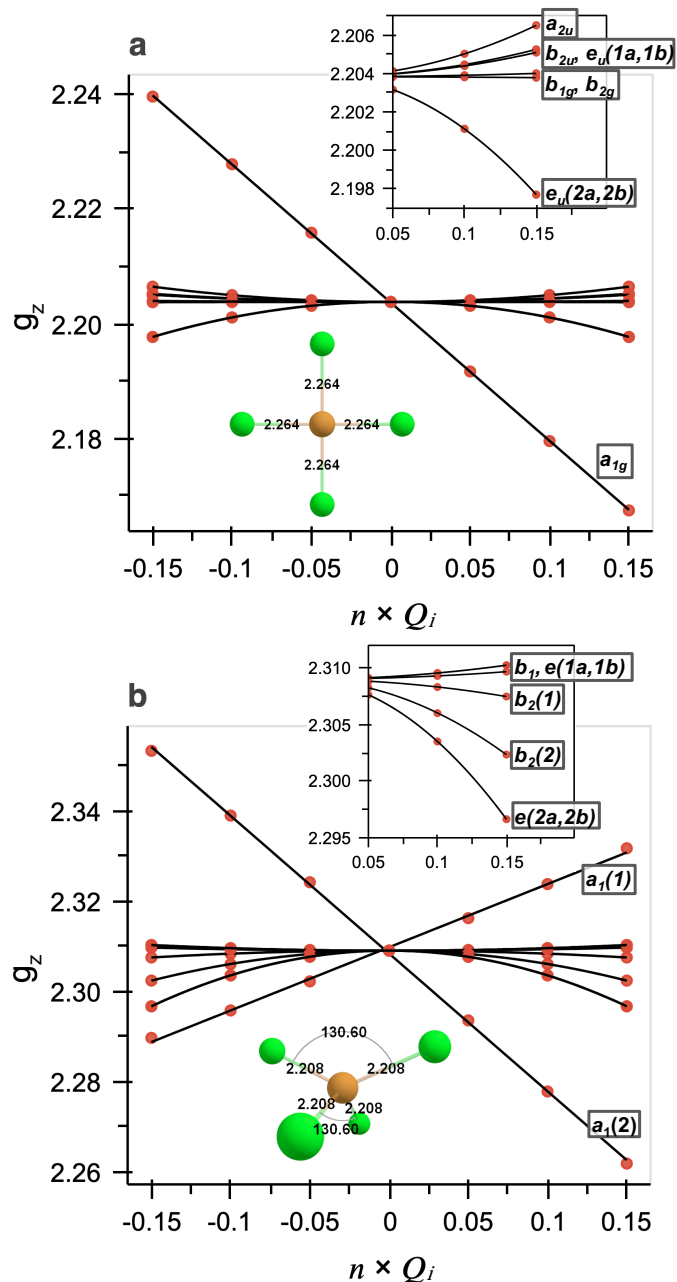 a
2.206
2.204
2.202
2.200
2.198
0.05
0.1
0.15
a2u
b2u, eu(1a,1b)
b1g, b2g
eu(2a,2b)
2.24
2.22
2.20
2.18
gz
2.264
2.264 2.264
2.264
a1g
-0.15 -0.1 -0.05 0 0.05 0.10 0.15
n × Qi
b
2.310
2.305
2.300
2.295
0.05 0.1 0.15
b1, e(1a,1b)
b2(1)
b2(2)
e(2a,2b)
2.34
2.32
2.30
2.28
2.26
gz
a1(1)
130.60
2.208 2.208
2.208 2.208
130.60
a1(2)
-0.15 -0.10 -0.05 0 0.05 0.10 0.15
n × Qi